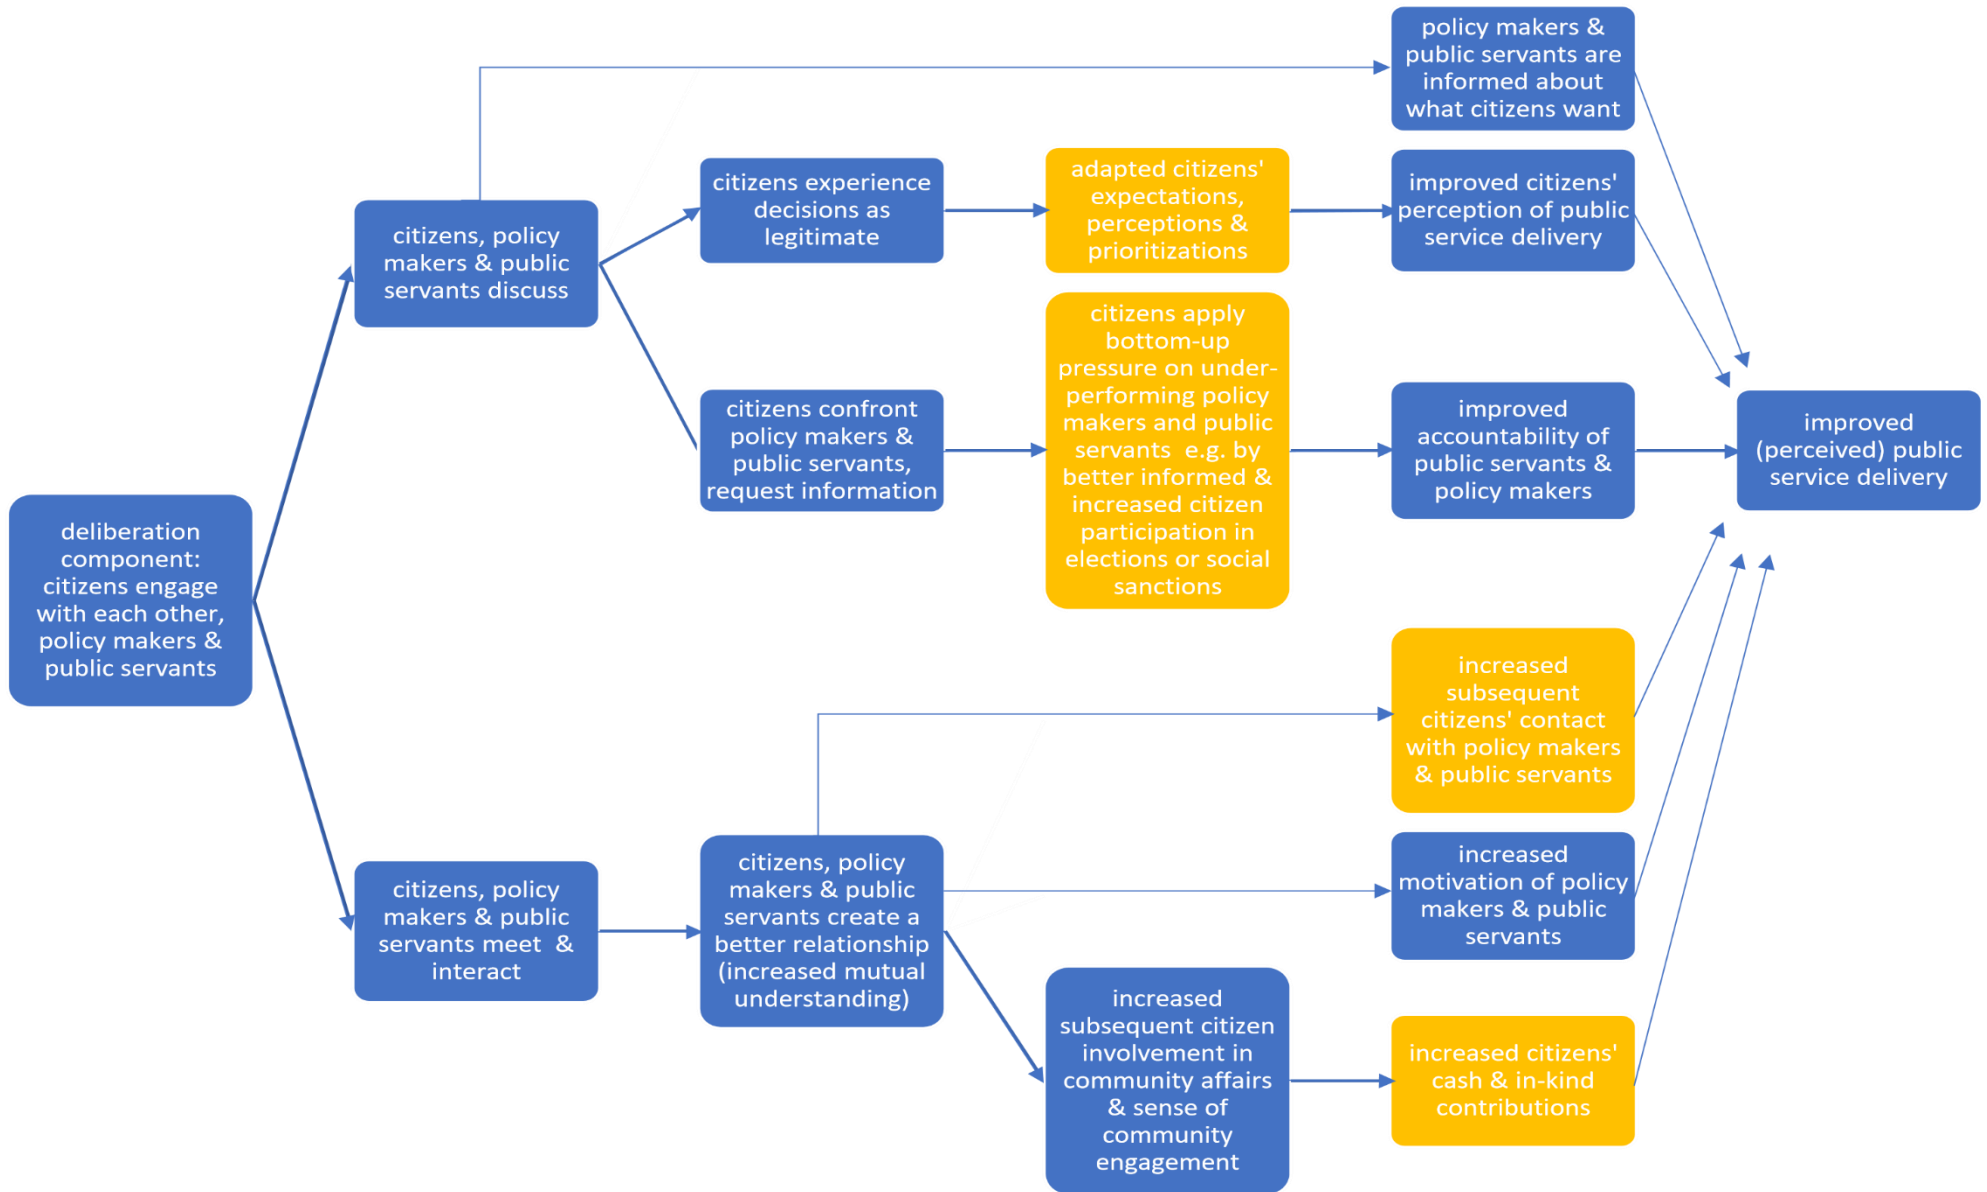 policy makers &
public servants are
informed about
what citizens want
citizens experience
decisions as
legitimate
adapted citizens'
expectations,
perceptions &
prioritizations
improved citizens'
perception of public
service delivery
citizens, policy
makers & public
servants discuss
citizens apply
bottom-up
pressure on under-
performing policy
makers and public
servants e.g. by
better informed &
increased citizen
participation in
elections or social
sanctions
citizens confront
policy makers &
public servants,
request information
improved
accountability of
public servants &
policy makers
improved
(perceived) public
service delivery
deliberation
component:
citizens engage
with each other,
policy makers &
public servants
increased
subsequent
citizens' contact
with policy makers
& public servants
citizens, policy
makers & public
servants meet &
interact
citizens, policy
makers & public
servants create a
better relationship
(increased mutual
understanding)
increased
motivation of policy
makers & public
servants
increased
subsequent citizen
involvement in
community affairs
& sense of
community
engagement
increased citizens'
cash & in-kind
contributions